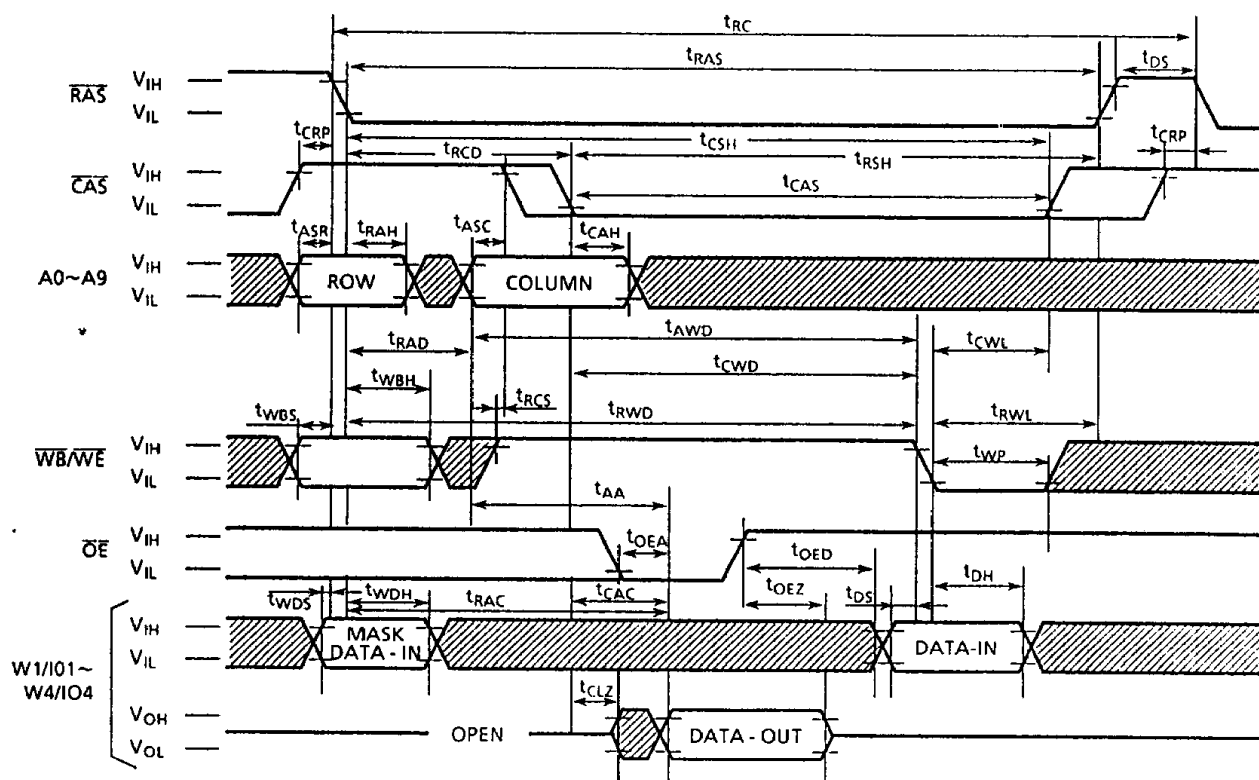 tRC
tRAS
tDS
RAS VIH
VIL
tCRP
tCSH
tCRP
tRCD
tRSH
CAS VIH
VIL
tCAS
tASR tRAH tASC tCAH
A0~A9 VIH
VIL
ROW COLUMN
tAWD
tRAD tCWL
tCWD
tWBH
tRCS
tWBS tRWD tRWL
WB/WE VIH
VIL
tWP
tAA
OE VIH
VIL
tOEA
tOED
tWDS tWDH tRAC tCAC tOEZ tDS tDH
W1/I01~
W4/IO4
VIH
VIL
MASK
DATA-IN
DATA-IN
tCLZ
VOH
VOL
OPEN DATA-OUT